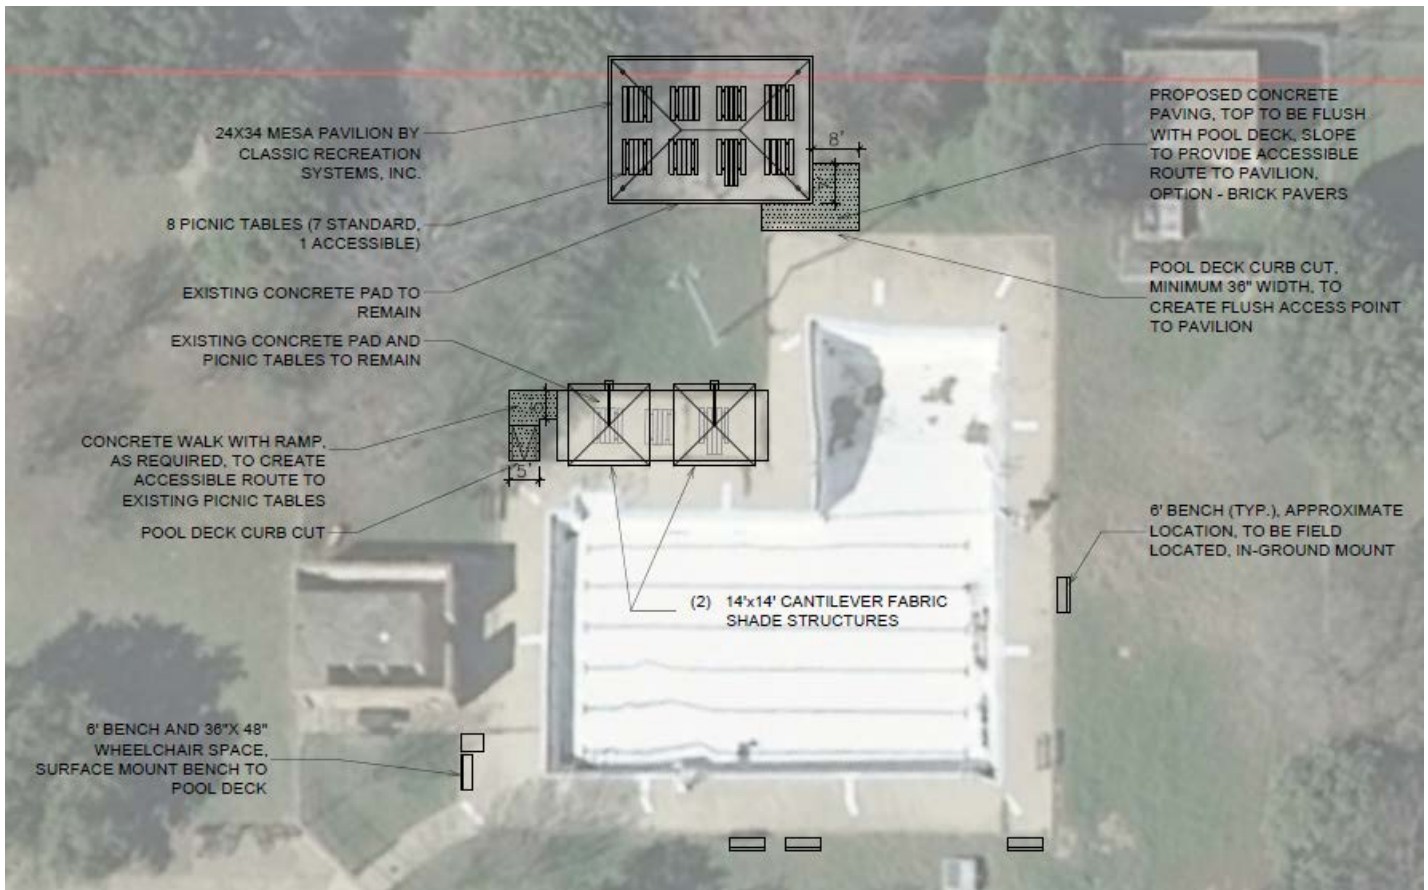 24X34 MESA PAVILION BY
CLASSIC RECREATION
SYSTEMS, INC.
8 PICNIC TABLES (7 STANDARD,
1 ACCESSIBLE)
EXISTING CONCRETE PAD TO
REMAIN
EXISTING CONCRETE PAD AND
PICNIC TABLES TO REMAIN
CONCRETE WALK WITH RAMP,
AS REQUIRED, TO CREATE
ACCESSIBLE ROUTE TO
EXISTING PICNIC TABLES
POOL DECK CURB CUT
6' BENCH AND 36"X 48"
WHEELCHAIR SPACE,
SURFACE MOUNT BENCH TO
POOL DECK
8'
5'
(2) 14'x14' CANTILEVER FABRIC
SHADE STRUCTURES
PROPOSED CONCRETE
PAVING, TOP TO BE FLUSH
WITH POOL DECK, SLOPE
TO PROVIDE ACCESSIBLE
ROUTE TO PAVILION,
OPTION - BRICK PAVERS
POOL DECK CURB CUT,
MINIMUM 36" WIDTH, TO
CREATE FLUSH ACCESS POINT
TO PAVILION
6' BENCH (TYP.), APPROXIMATE
LOCATION, TO BE FIELD
LOCATED, IN-GROUND MOUNT